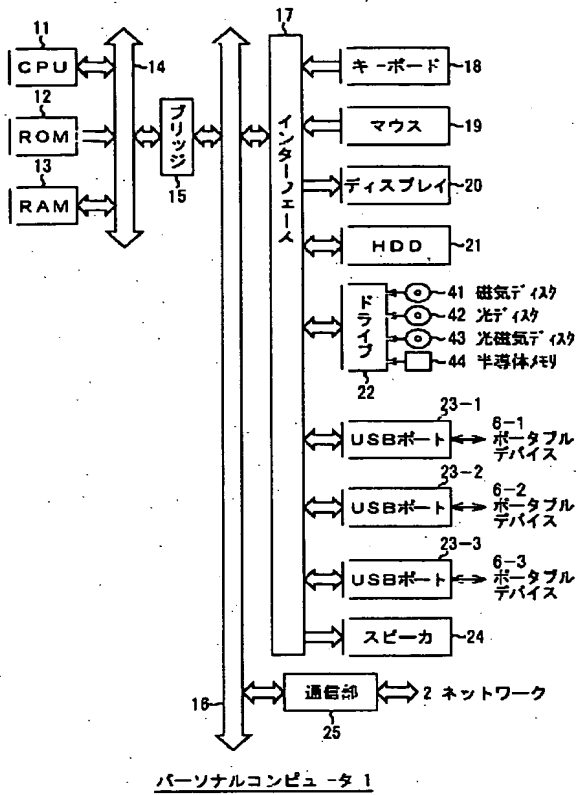 11
CPU
12
ROM
13
RAM
14
ブリッジ
15
16
17
インターフェース
キーボード
18
マウス
19
ディスプレイ
20
HDD
21
ドライブ
22
41 磁気ディスク
42 光ディスク
43 光磁気ディスク
44 半導体メモリ
23-1
USBポート
6-1
ポータブル
デバイス
23-2
USBポート
6-2
ポータブル
デバイス
23-3
USBポート
6-3
ポータブル
デバイス
スピーカ
24
通信部
25
2 ネットワーク
パーソナルコンピュータ 1